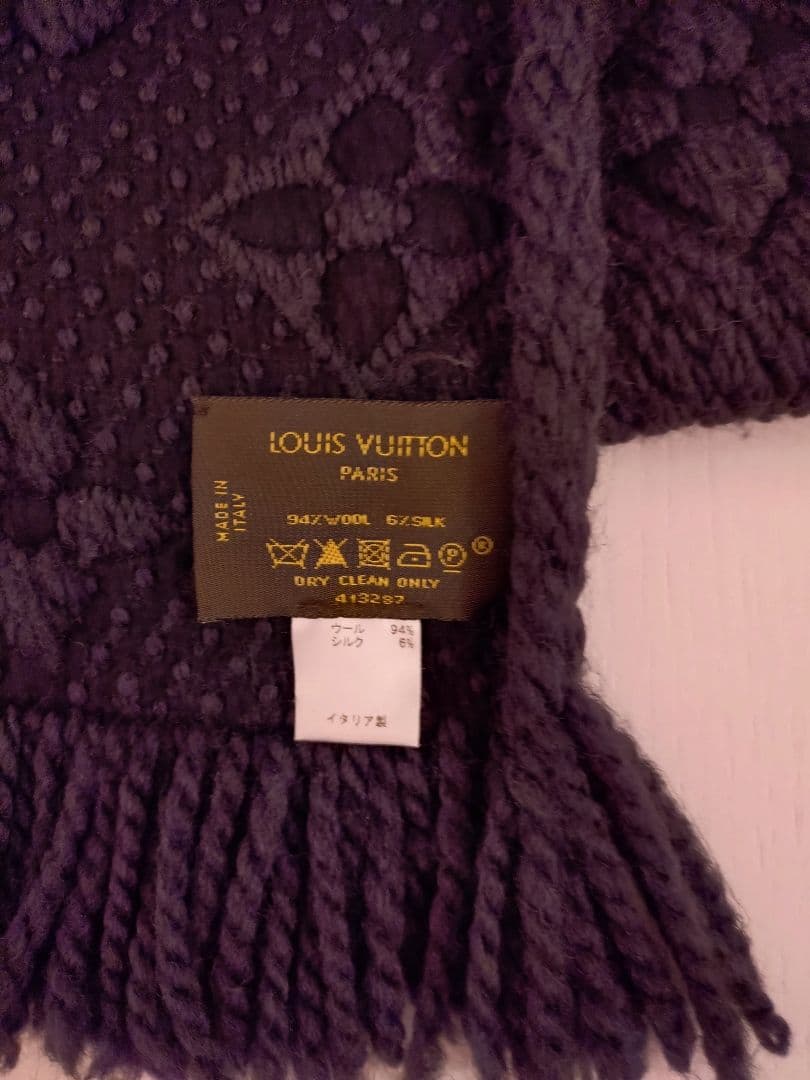 LOUIS VUITTON
PARIS
MADE IN
ITALY
94%WOOL 6%SILK
P
®
DRY CLEAN ONLY
413287
ウール 94%
シルク 6%
イタリア製